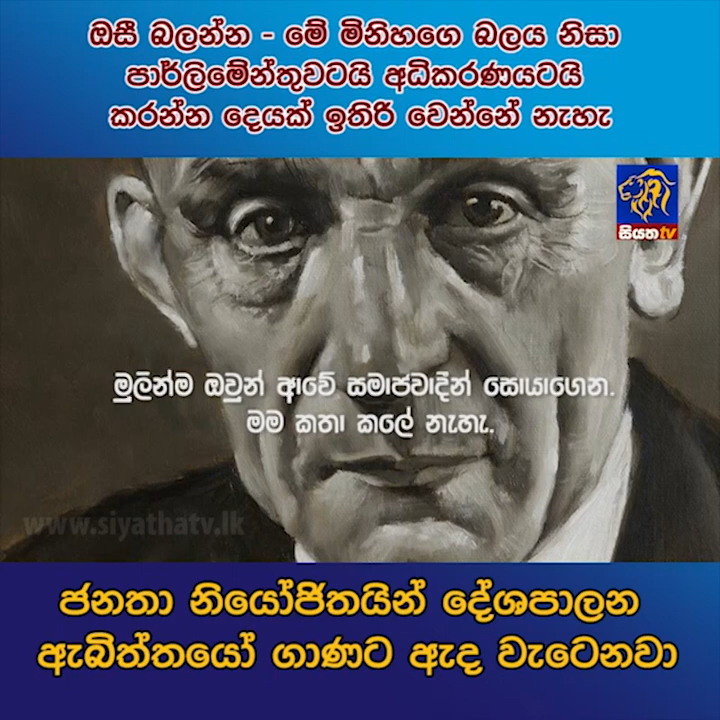 ඔසී බලන්න - මේ මිනිහගෙ බලය නිසා
පාර්ලිමේන්තුවටයි අධිකරණයටයි
කරන්න දෙයක් ඉතිරි වෙන්නේ නැහැ
සියත tv
මුලින්ම ඔවුන් ආවේ සමාජවාදීන් සොයාගෙන.
මම කතා කලේ නැහැ.
www.siyathatv.lk
ජනතා නියෝජිතයින් දේශපාලන
ඇබිත්තයෝ ගාණට ඇද වැටෙනවා